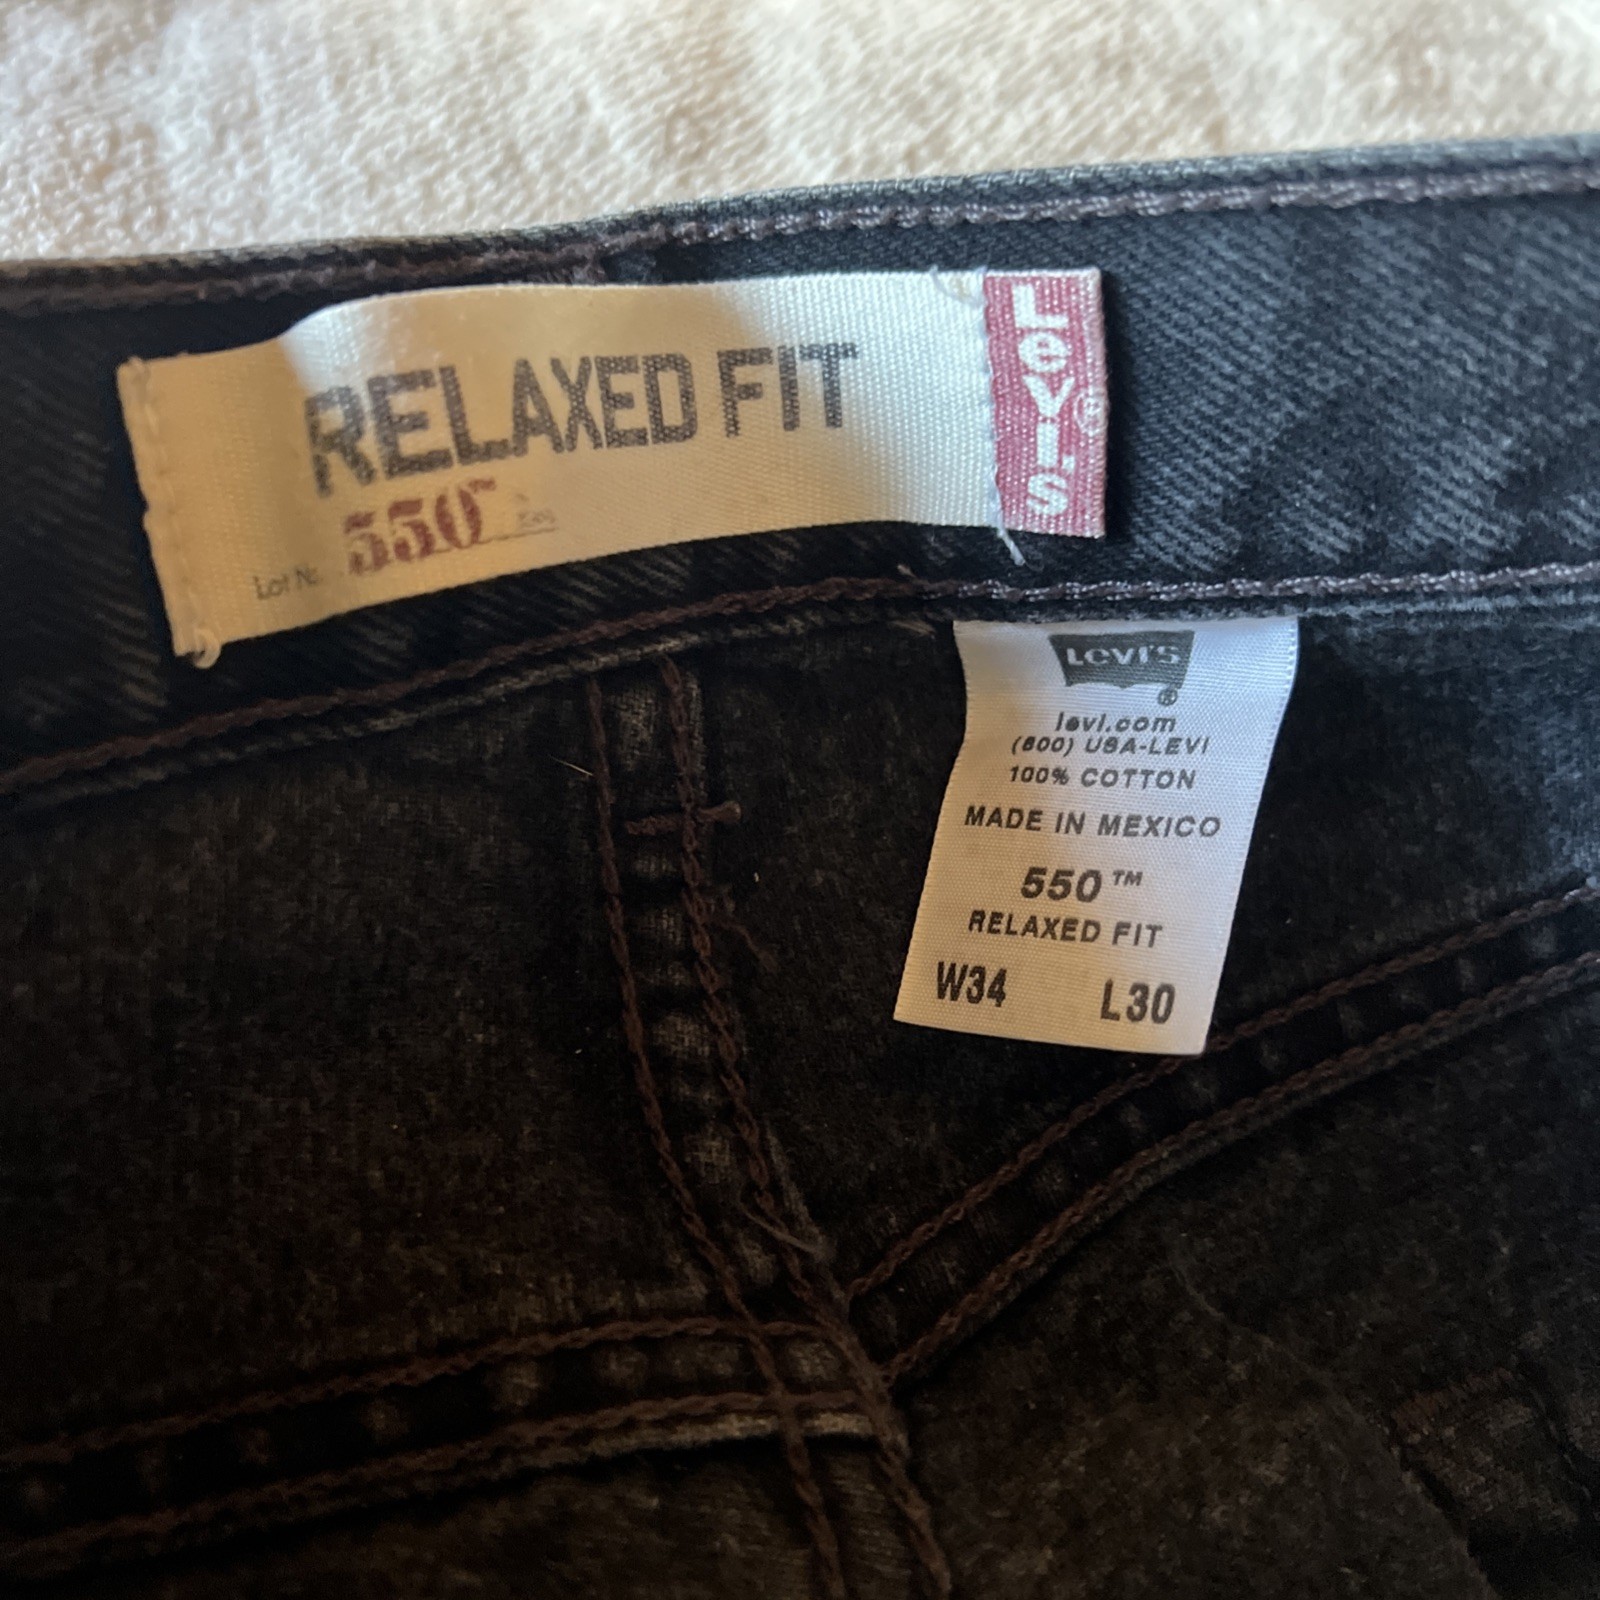 RELAXED FIT
Lot No. 550™
Levi's®
LEVI'S
®
levi.com
(800) USA-LEVI
100% COTTON
MADE IN MEXICO
550™
RELAXED FIT
W34 L30